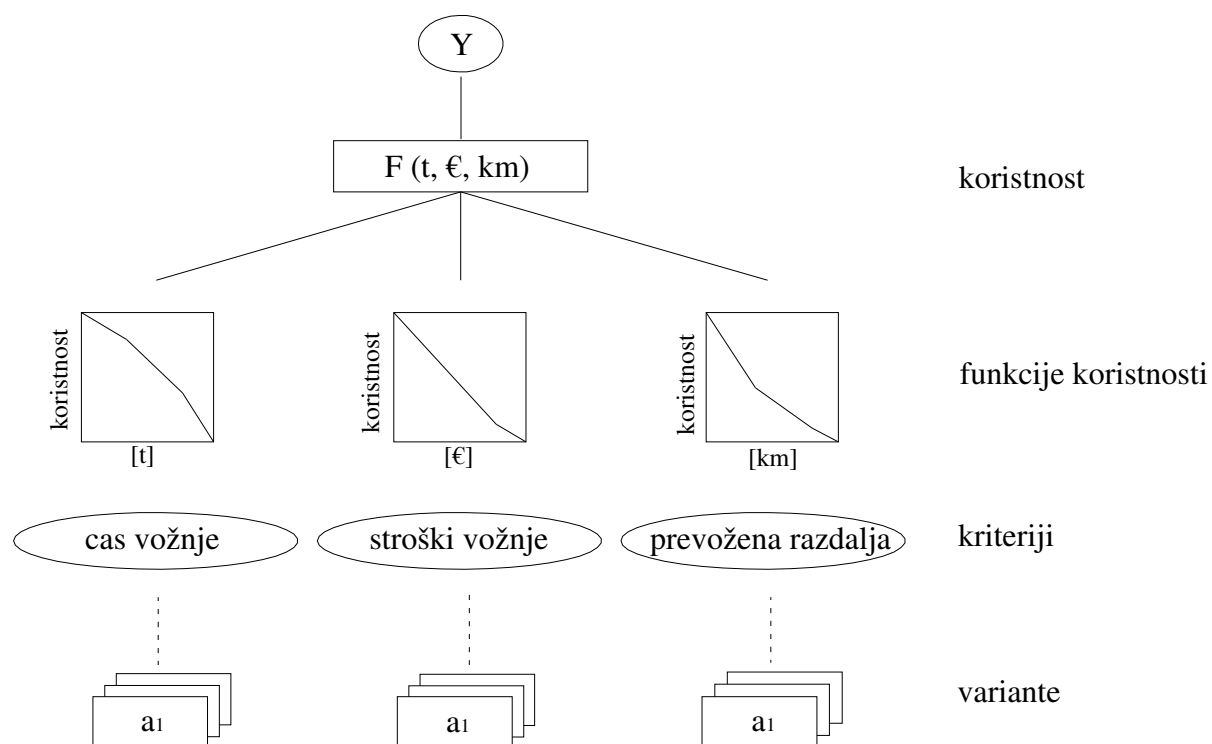 Y
F (t, €, km)
koristnost
koristnost
[t]
koristnost
[€]
koristnost
[km]
funkcije koristnosti
cas vožnje
stroški vožnje
prevožena razdalja
kriteriji
a1
a1
a1
variante